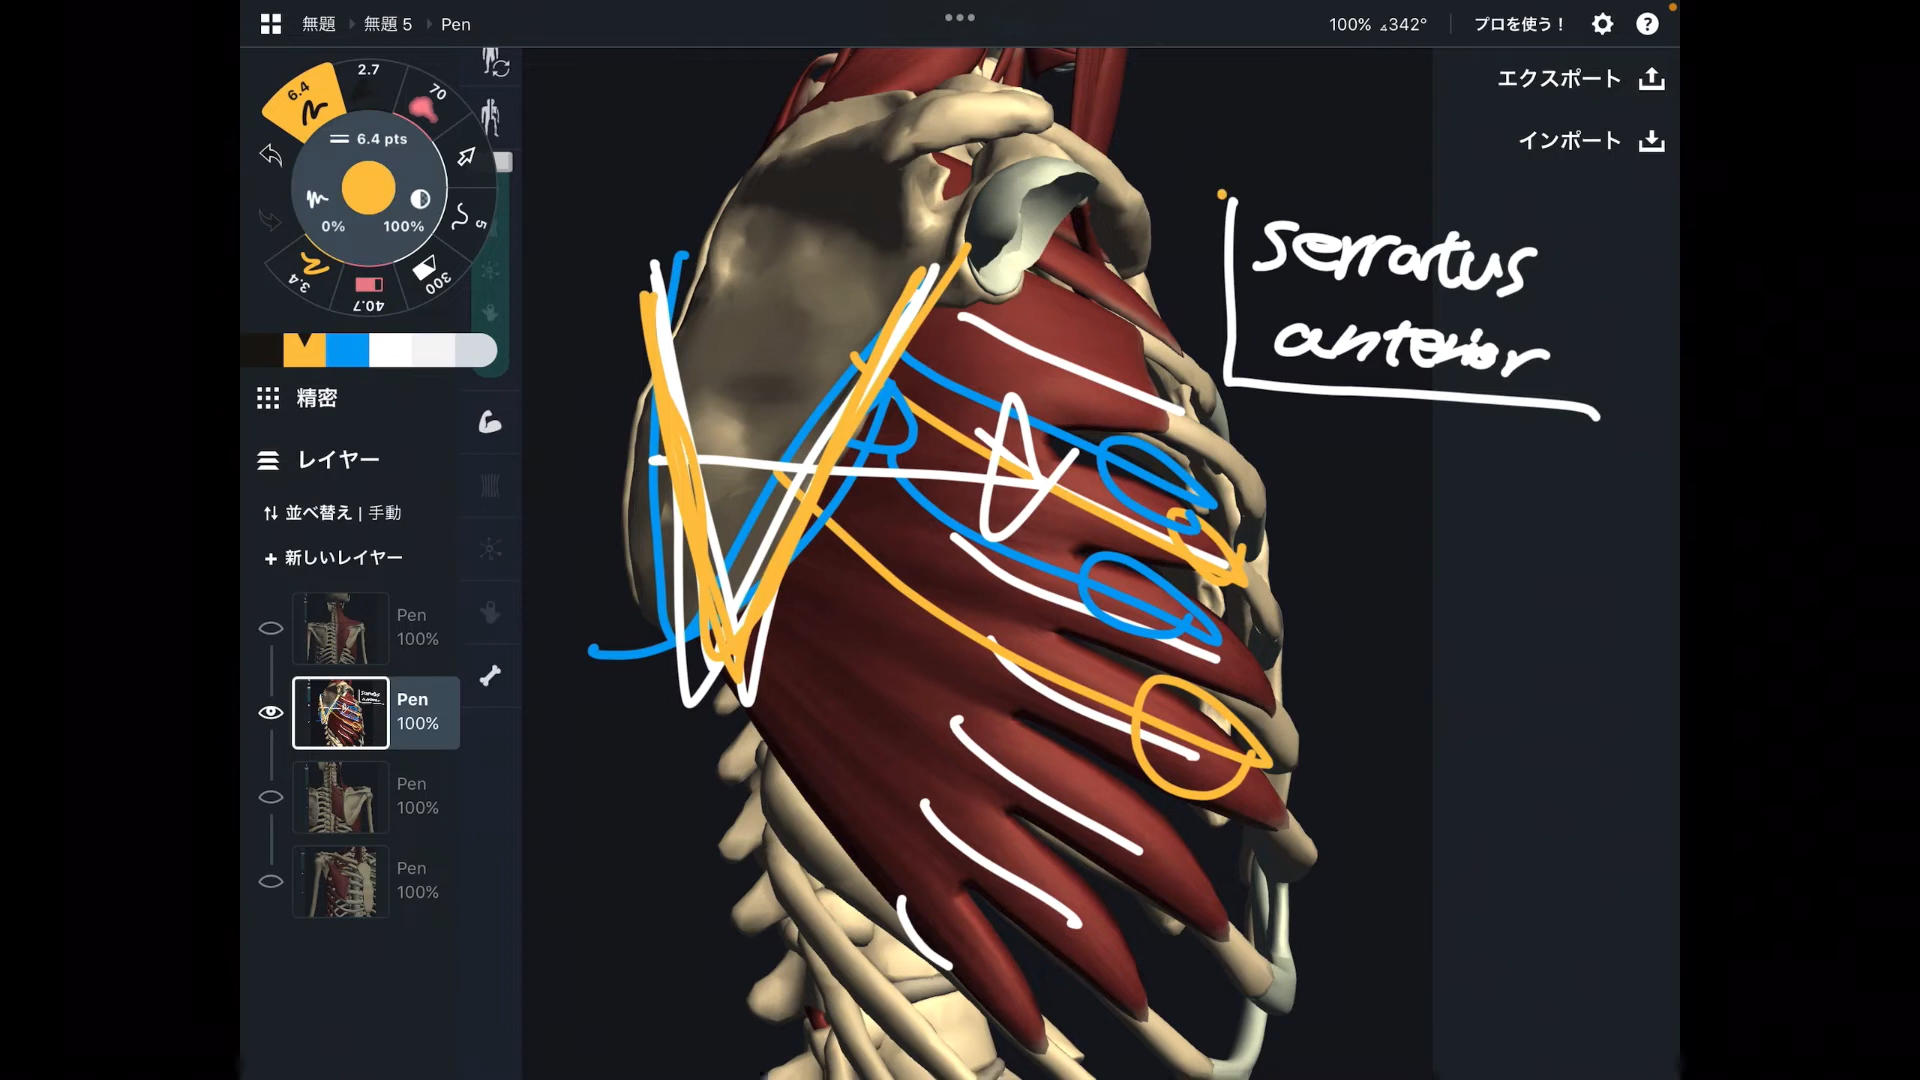 無題 無題 5 Pen
100% ⊿342°
プロを使う！
エクスポート
インポート
2.7
6.4
70
6.4 pts
0%
100%
5
3.4
40.7
300
精密
レイヤー
並べ替え | 手動
+ 新しいレイヤー
Pen
100%
Pen
100%
Pen
100%
Pen
100%
serratus
anterior